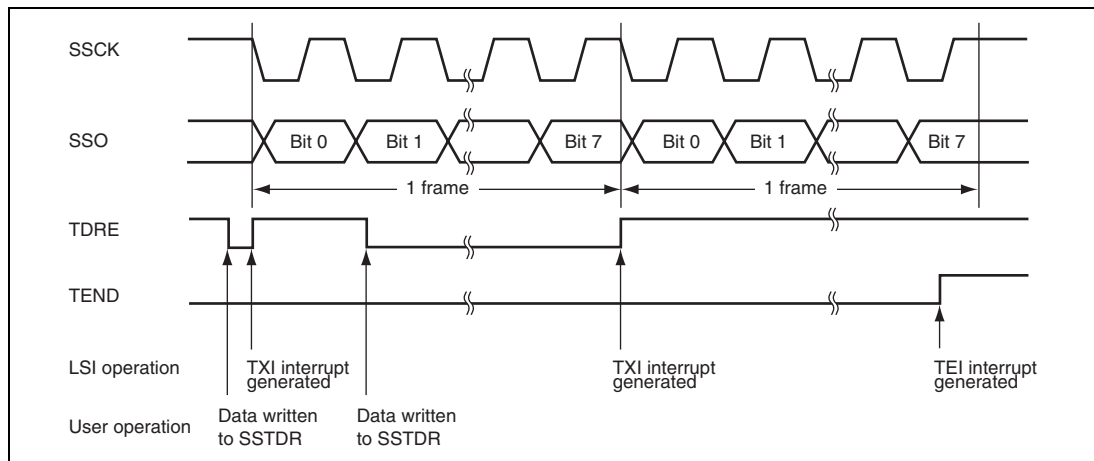 SSCK
SSO
Bit 0
Bit 1
Bit 7
Bit 0
Bit 1
Bit 7
1 frame
1 frame
TDRE
TEND
LSI operation
TXI interrupt
generated
TXI interrupt
generated
TEI interrupt
generated
User operation
Data written
to SSTDR
Data written
to SSTDR